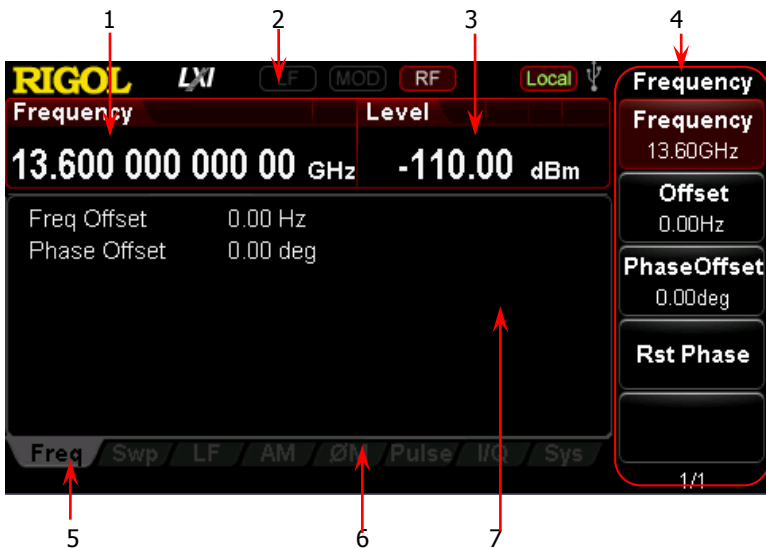 1 2 3 4
RIGOL LXI LF MOD RF Local
Frequency Level
13.600 000 000 00 GHz -110.00 dBm
Freq Offset 0.00 Hz
Phase Offset 0.00 deg
Freq Swp LF AM ØM Pulse I/Q Sys
Frequency
Frequency
13.60GHz
Offset
0.00Hz
PhaseOffset
0.00deg
Rst Phase
1/1
5 6 7